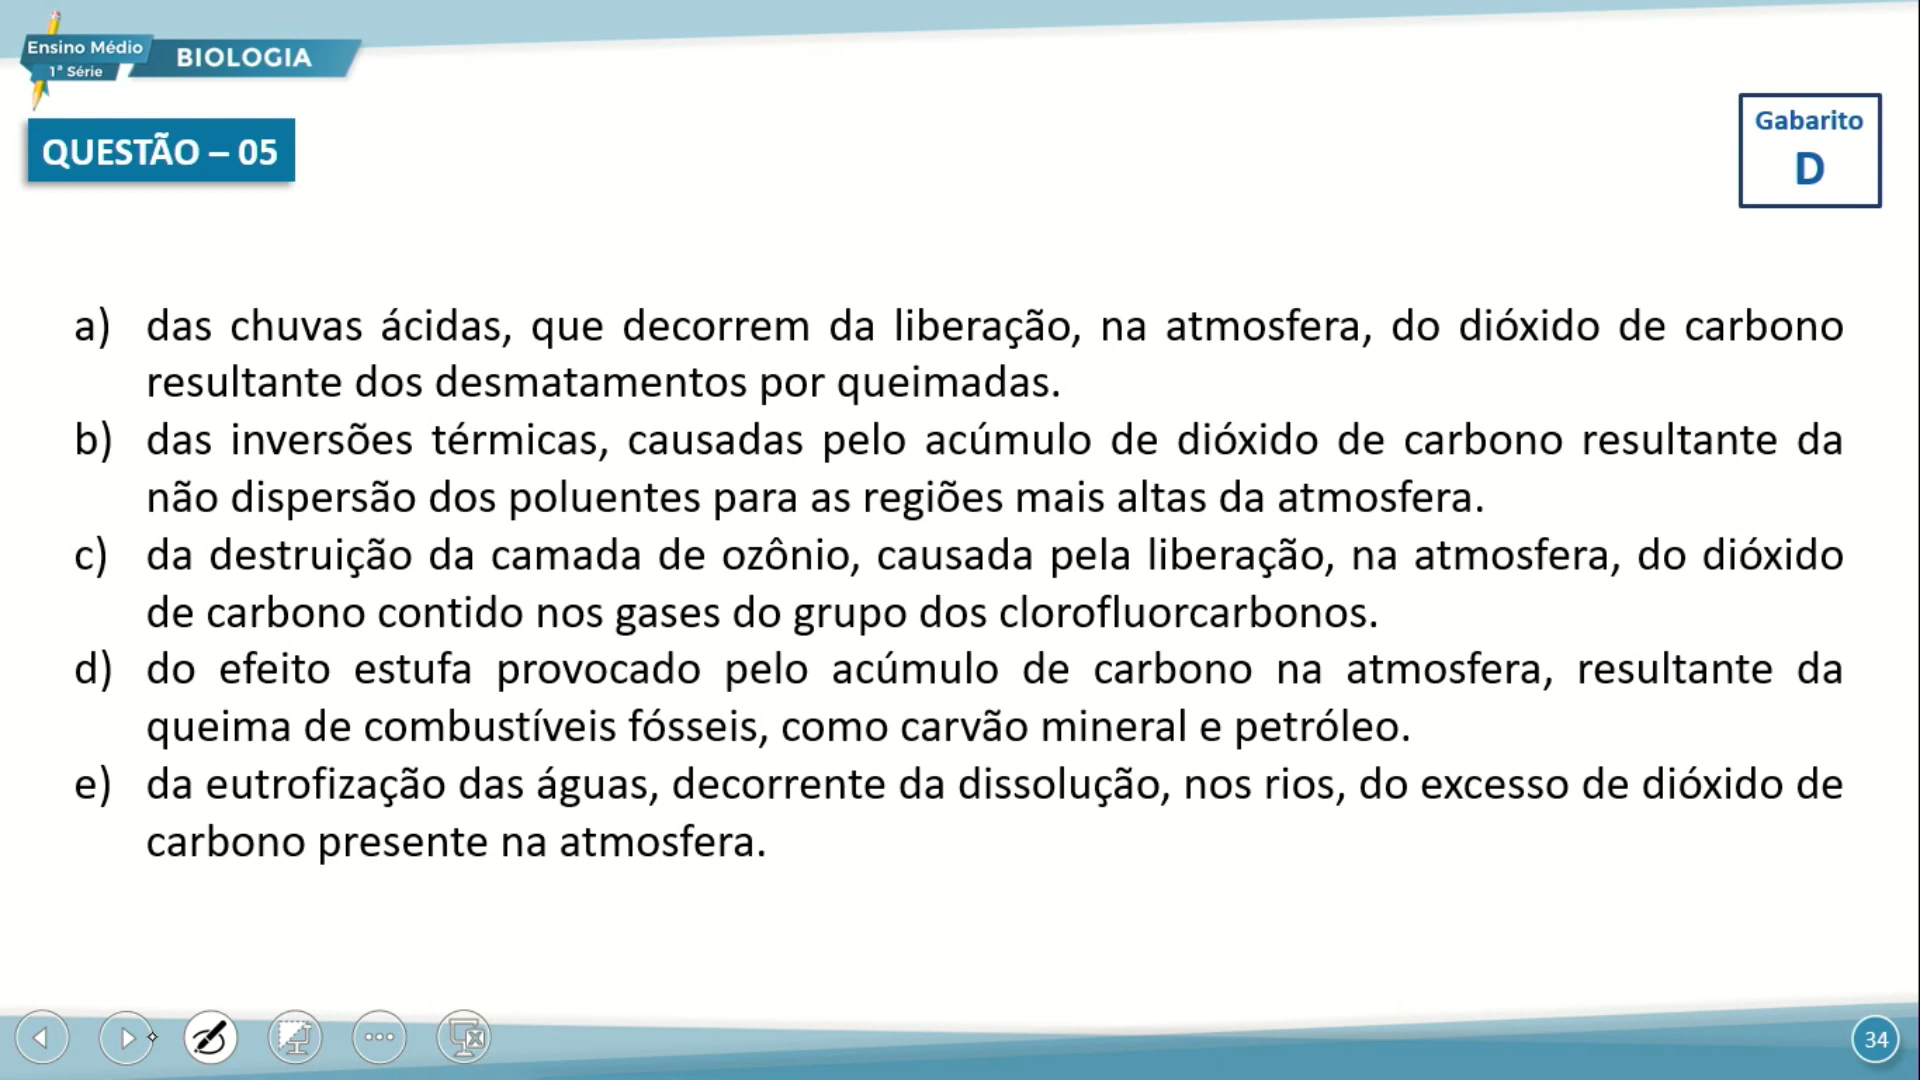 Ensino Médio
1ª Série
BIOLOGIA
QUESTÃO – 05
Gabarito
D
a) das chuvas ácidas, que decorrem da liberação, na atmosfera, do dióxido de carbono
resultante dos desmatamentos por queimadas.
b) das inversões térmicas, causadas pelo acúmulo de dióxido de carbono resultante da
não dispersão dos poluentes para as regiões mais altas da atmosfera.
c) da destruição da camada de ozônio, causada pela liberação, na atmosfera, do dióxido
de carbono contido nos gases do grupo dos clorofluorcarbonos.
d) do efeito estufa provocado pelo acúmulo de carbono na atmosfera, resultante da
queima de combustíveis fósseis, como carvão mineral e petróleo.
e) da eutrofização das águas, decorrente da dissolução, nos rios, do excesso de dióxido de
carbono presente na atmosfera.
34